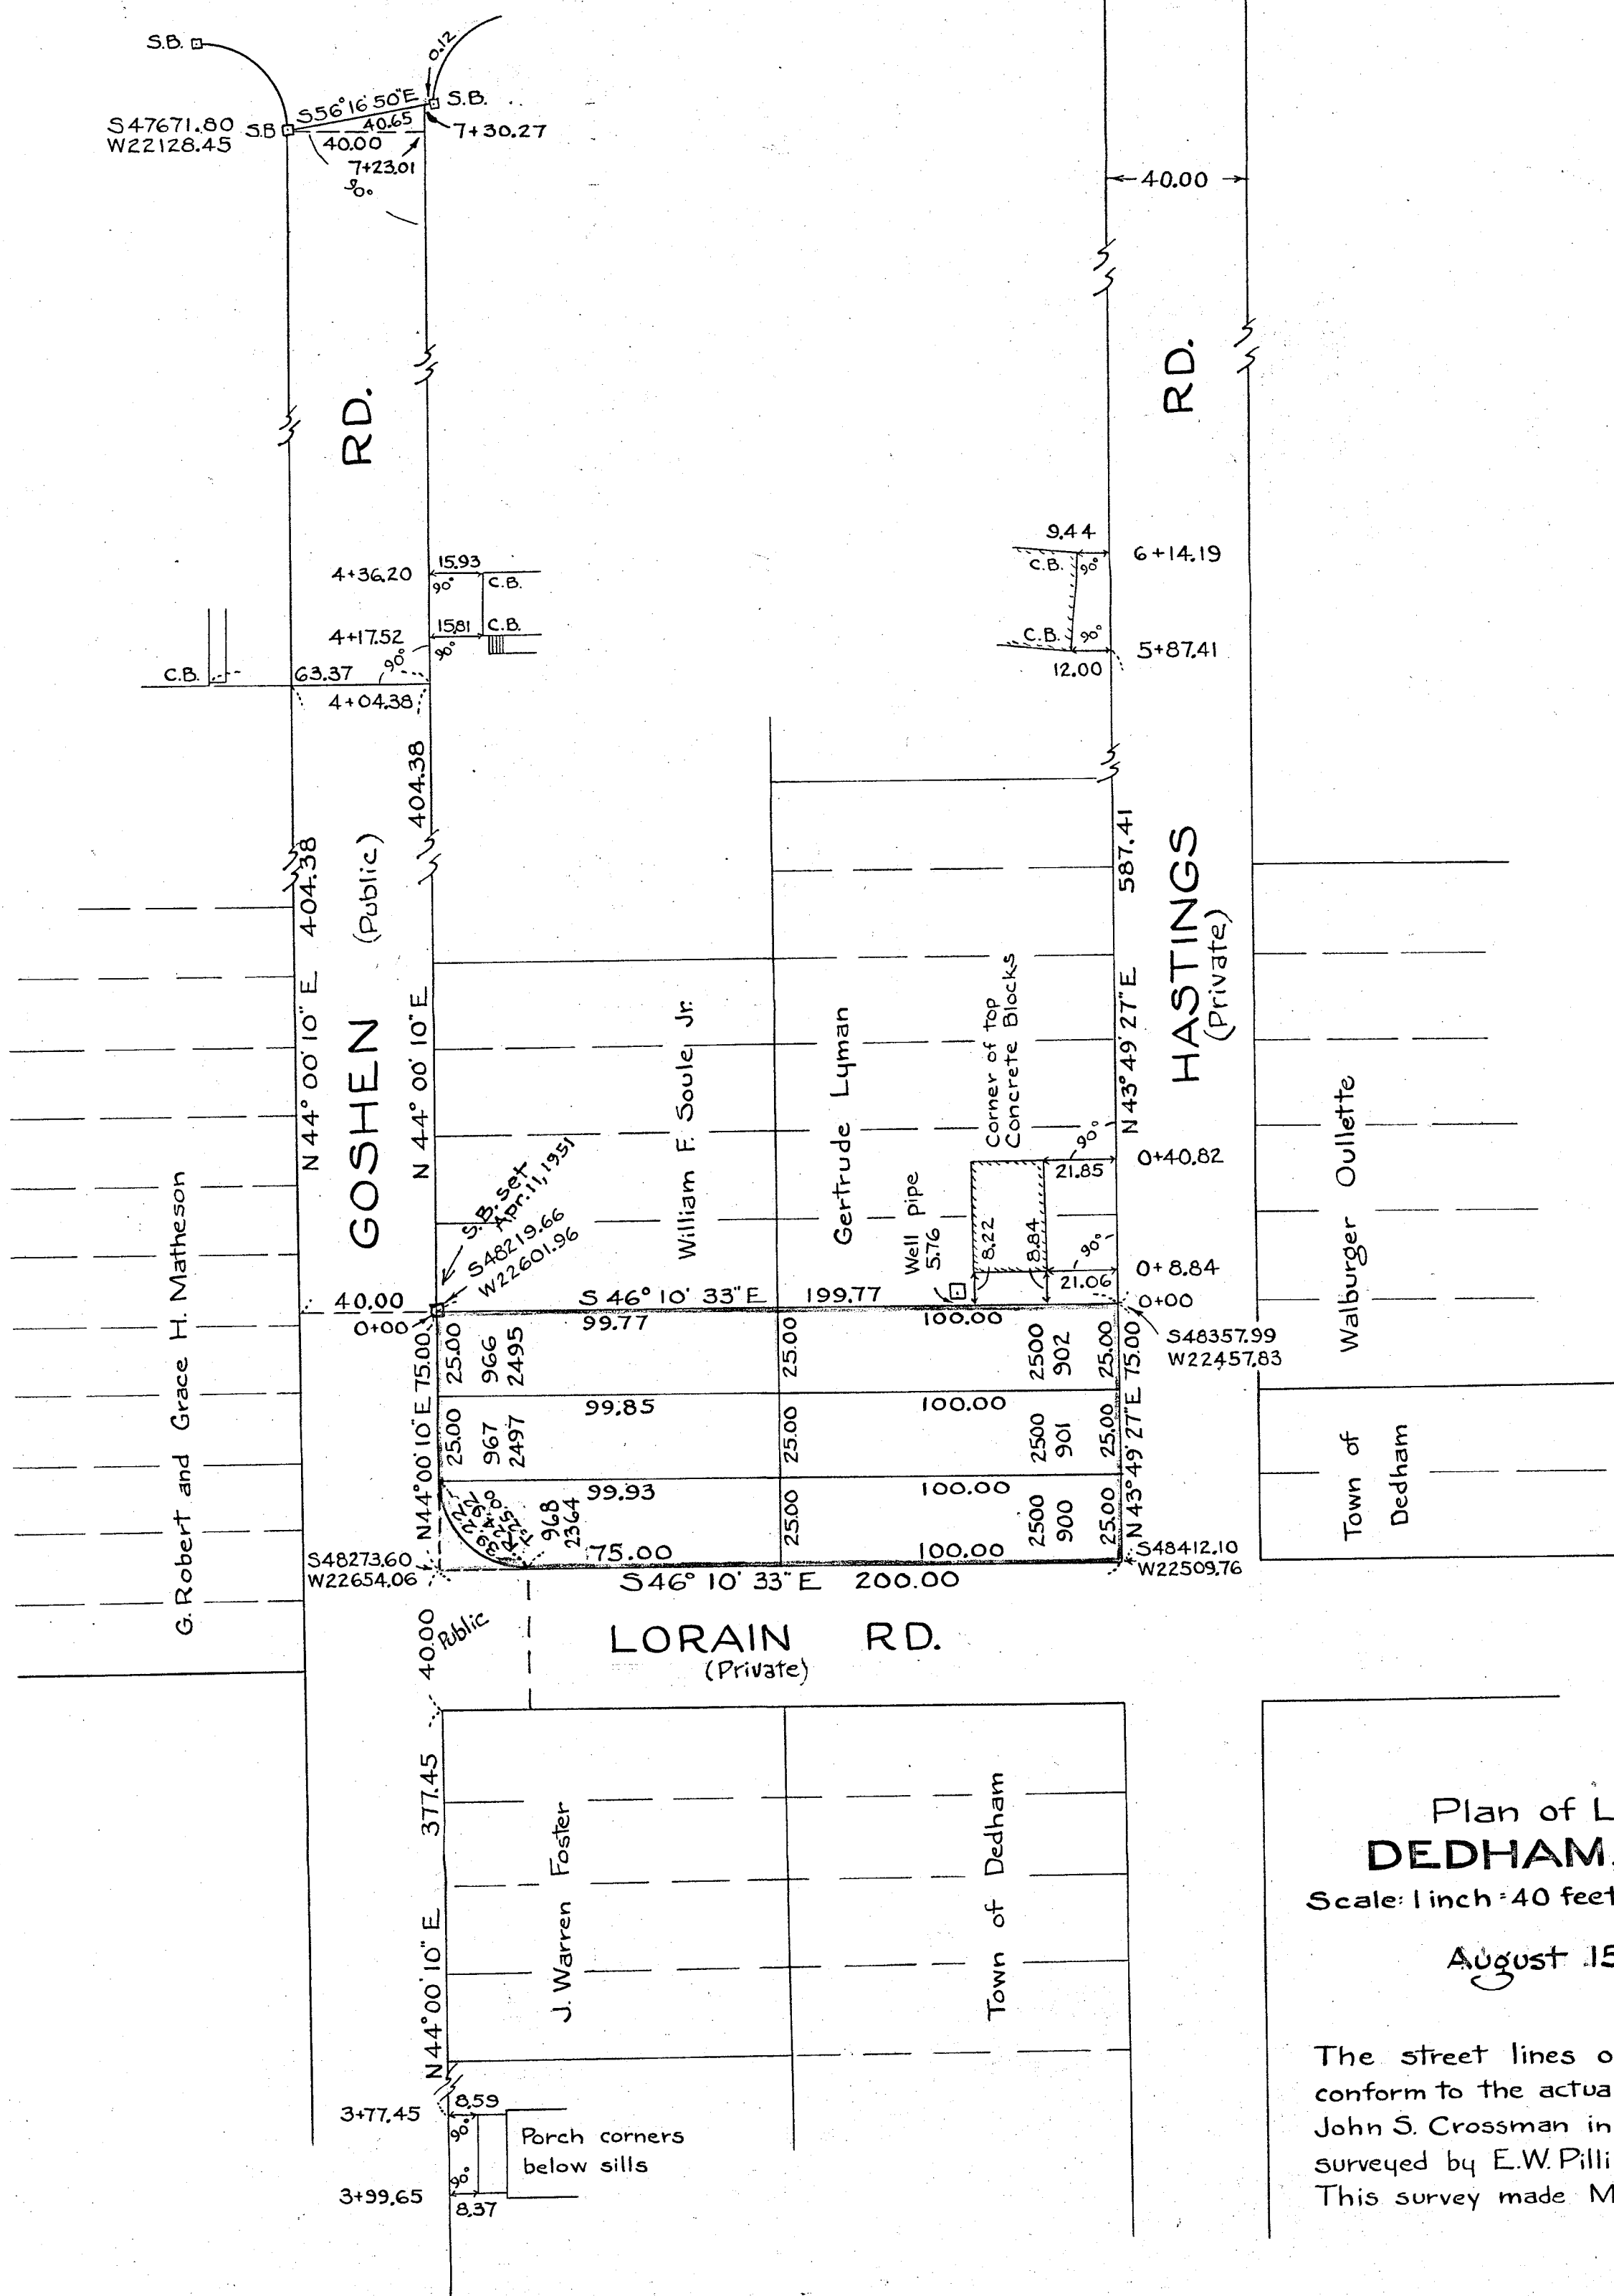 S.B.
0.12
S56°16'50"E
S.B.
40.65
S47671.80
W22128.45
S.B
40.00
7+30.27
7+23.01
40.00
RD.
RD.
9.44
6+14.19
C.B.
90°
15.93
4+36.20
90°
C.B.
15.81
C.B.
4+17.52
90°
90°
C.B.
90°
5+87.41
12.00
C.B.
63.37
4+04.38
404.38
404.38
(Public)
587.41
HASTINGS
(Private)
N 44° 00' 10" E
GOSHEN
N 44° 00' 10" E
William F. Soule Jr.
Gertrude Lyman
Corner of top
Concrete Blocks
N 43° 49' 27" E
90°
0+40.82
21.85
S.B. set
Apr. 11, 1951
S48219.66
W22601.96
Well pipe
5.76
8.22
8.84
90°
0+8.84
21.06
G. Robert and Grace H. Matheson
Walburger Oullette
40.00
0+00
S 46° 10' 33" E 199.77
0+00
99.77
100.00
S48357.99
W22457.83
N44°00'10"E 75.00
25.00
966
2495
25.00
2500
902
25.00
N43°49'27"E 75.00
99.85
100.00
25.00
967
2497
25.00
2500
901
25.00
Town of
Dedham
99.93
100.00
968
2364
25.00
2500
900
25.00
75.00
100.00
S48273.60
W22654.06
S48412.10
W22509.76
S46° 10' 33" E 200.00
40.00
Public
LORAIN RD.
(Private)
377.45
N44°00'10" E
J. Warren Foster
Town of Dedham
Plan of L
DEDHAM,
Scale: 1 inch = 40 feet
August 15
The street lines o
conform to the actua
John S. Crossman in
surveyed by E.W. Pilli
This survey made M
8.59
3+77.45
90°
Porch corners
below sills
90°
3+99.65
8.37